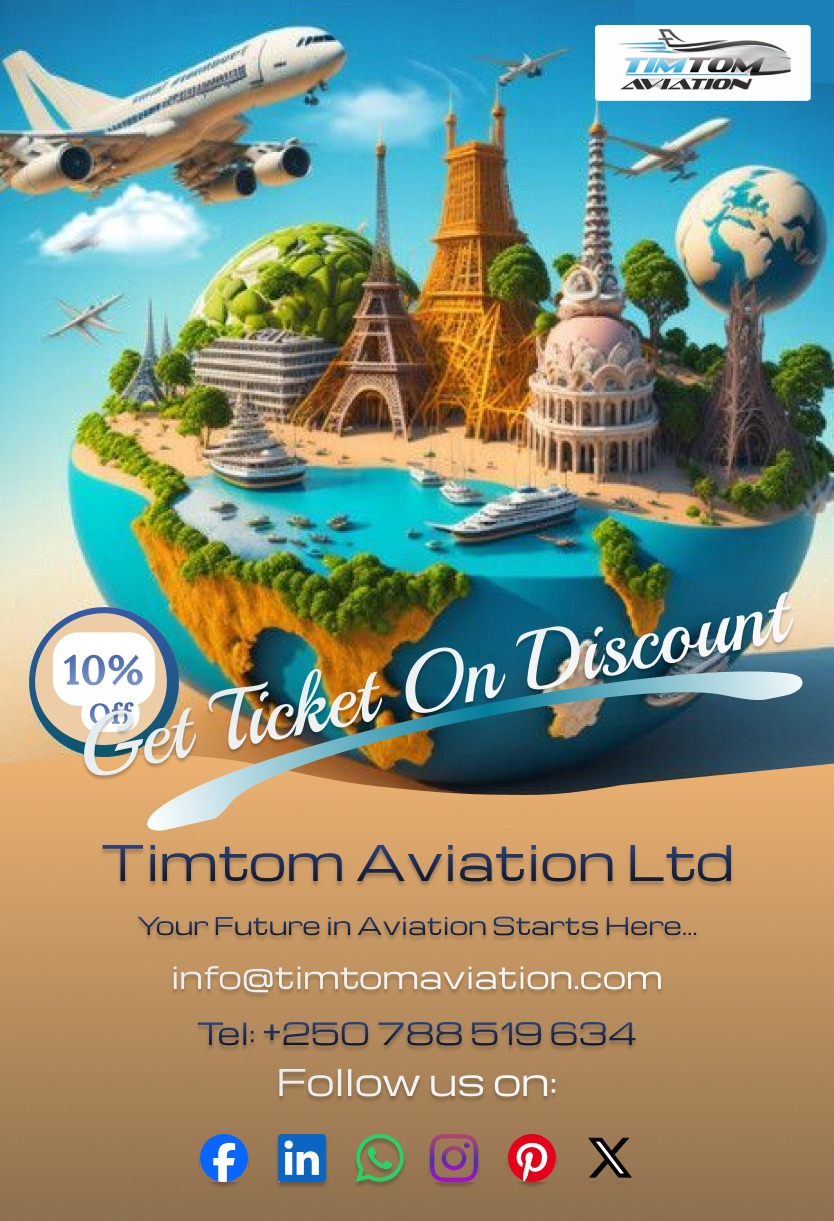 TIMTOM
AVIATION
10%
Off
Get Ticket On Discount
Timtom Aviation Ltd
Your Future in Aviation Starts Here...
info@timtomaviation.com
Tel: +250 788 519 634
Follow us on: